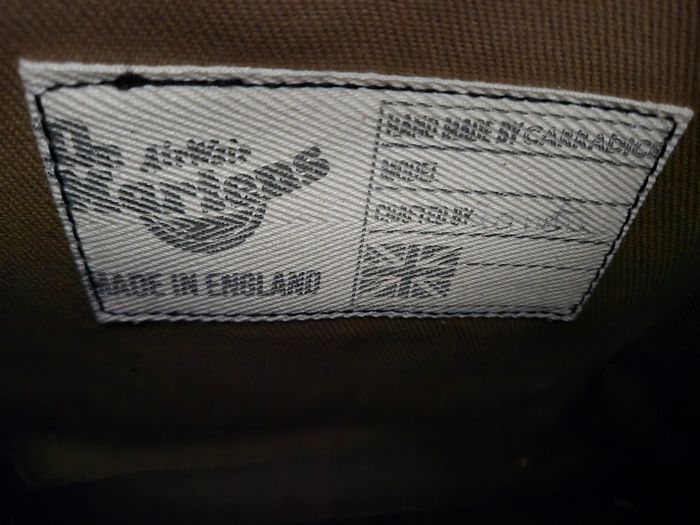 Dr.
AirWair
Martens
MADE IN ENGLAND
HAND MADE BY CARRADICE
MODEL
CRAFTED BY